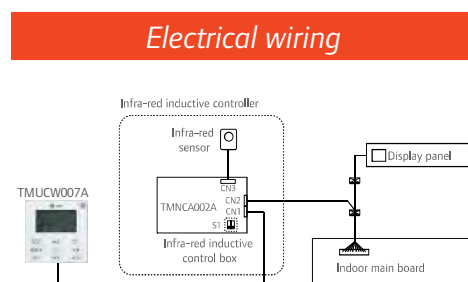 Electrical wiring
Infra-red inductive controller
Infra-red
sensor
Display panel
CN3
TMUCW007A
TMNCA002A
CN2
CN1
S1
Infra-red inductive
control box
Indoor main board